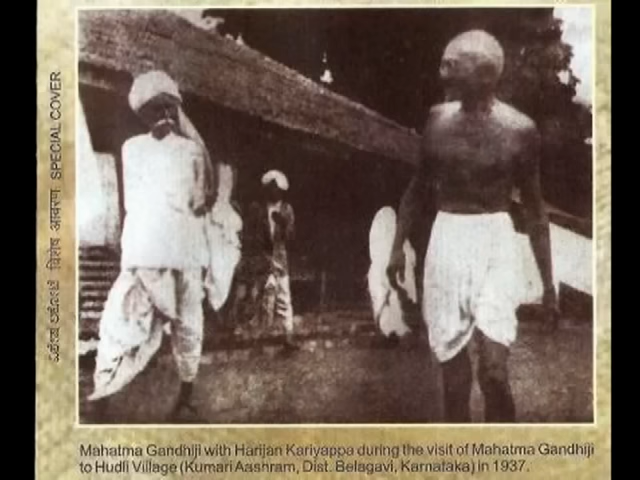 ವಿಶೇಷ ಲಕೋಟೆ विशेष आवरण SPECIAL COVER
Mahatma Gandhiji with Harijan Kariyappa during the visit of Mahatma Gandhiji
to Hudli Village (Kumari Aashram, Dist. Belagavi, Karnataka) in 1937.